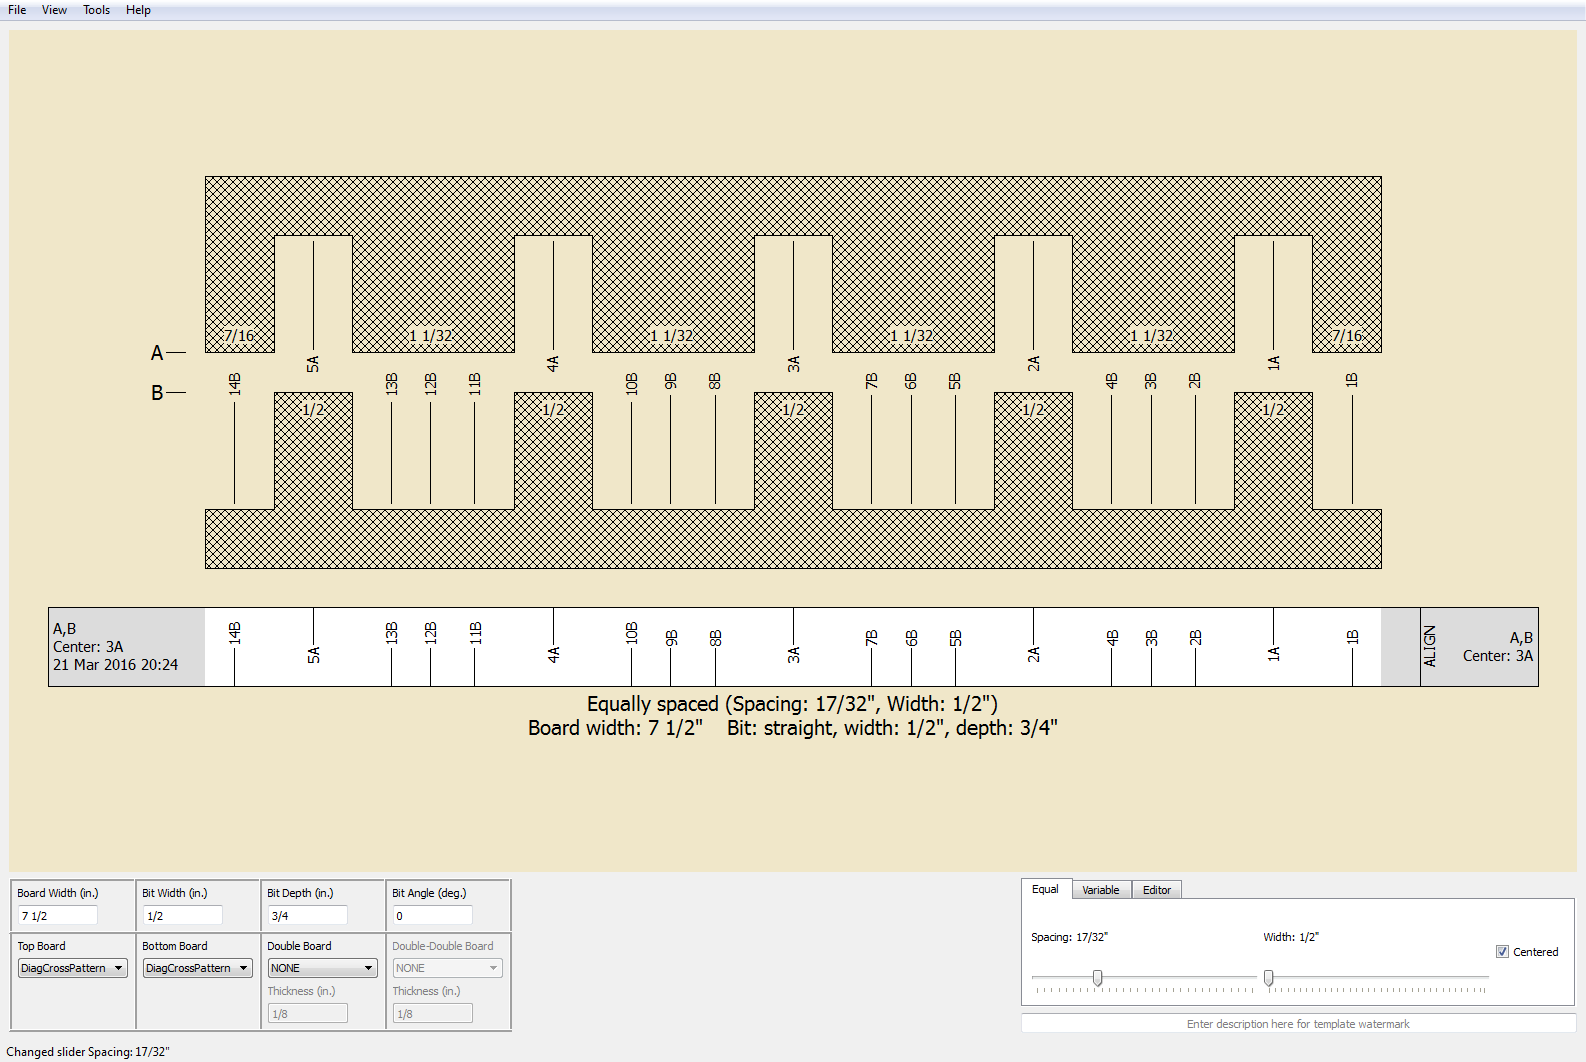 File View Tools Help
7/16 1 1/32 1 1/32 1 1/32 1 1/32 7/16
A
5A 4A 3A 2A 1A
14B 13B 12B 11B 10B 9B 8B 7B 6B 5B 4B 3B 2B 1B
B
1/2 1/2 1/2 1/2 1/2
A,B
Center: 3A
21 Mar 2016 20:24
14B 5A 13B 12B 11B 4A 10B 9B 8B 3A 7B 6B 5B 2A 4B 3B 2B 1A 1B
ALIGN
A,B
Center: 3A
Equally spaced (Spacing: 17/32", Width: 1/2")
Board width: 7 1/2" Bit: straight, width: 1/2", depth: 3/4"
Board Width (in.) Bit Width (in.) Bit Depth (in.) Bit Angle (deg.)
7 1/2 1/2 3/4 0
Top Board Bottom Board Double Board Double-Double Board
DiagCrossPattern DiagCrossPattern NONE NONE
Thickness (in.) Thickness (in.)
1/8 1/8
Equal Variable Editor
Spacing: 17/32" Width: 1/2"
Centered
Enter description here for template watermark
Changed slider Spacing: 17/32"